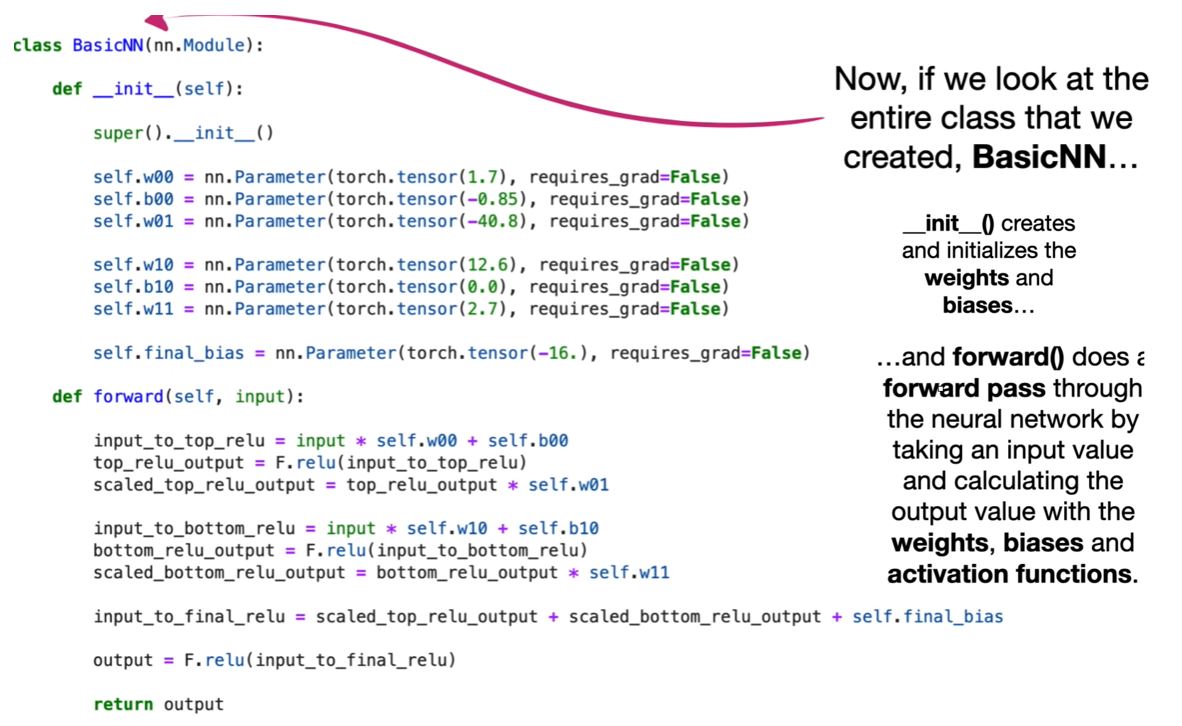 class BasicNN(nn.Module):
def __init__(self):
super().__init__()
self.w00 = nn.Parameter(torch.tensor(1.7), requires_grad=False)
self.b00 = nn.Parameter(torch.tensor(-0.85), requires_grad=False)
self.w01 = nn.Parameter(torch.tensor(-40.8), requires_grad=False)
self.w10 = nn.Parameter(torch.tensor(12.6), requires_grad=False)
self.b10 = nn.Parameter(torch.tensor(0.0), requires_grad=False)
self.w11 = nn.Parameter(torch.tensor(2.7), requires_grad=False)
self.final_bias = nn.Parameter(torch.tensor(-16.), requires_grad=False)
def forward(self, input):
input_to_top_relu = input * self.w00 + self.b00
top_relu_output = F.relu(input_to_top_relu)
scaled_top_relu_output = top_relu_output * self.w01
input_to_bottom_relu = input * self.w10 + self.b10
bottom_relu_output = F.relu(input_to_bottom_relu)
scaled_bottom_relu_output = bottom_relu_output * self.w11
input_to_final_relu = scaled_top_relu_output + scaled_bottom_relu_output + self.final_bias
output = F.relu(input_to_final_relu)
return output
Now, if we look at the
entire class that we
created, BasicNN…
__init__() creates
and initializes the
weights and
biases…
…and forward() does a
forward pass through
the neural network by
taking an input value
and calculating the
output value with the
weights, biases and
activation functions.